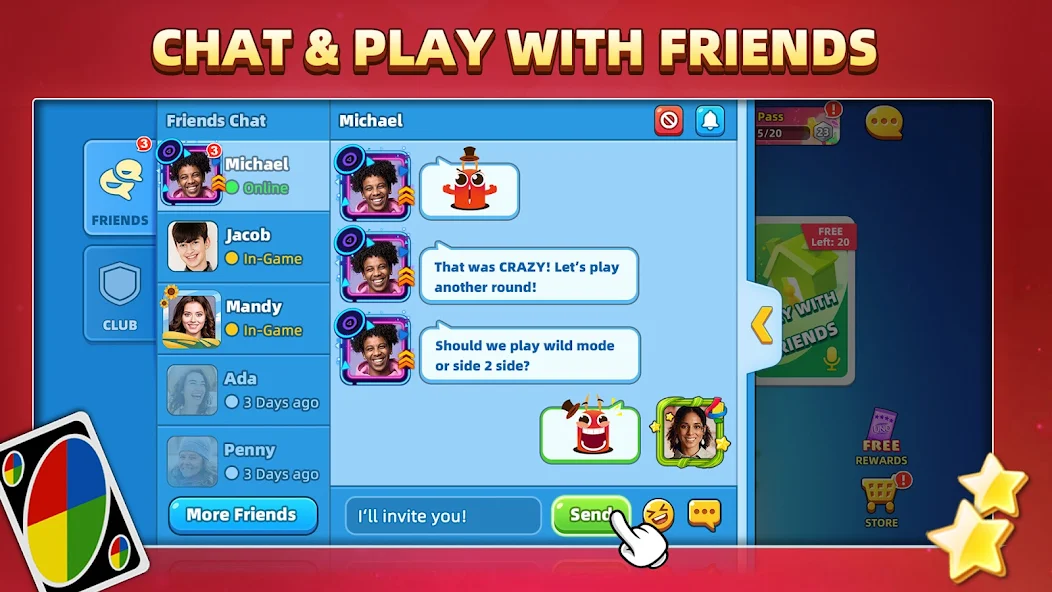 CHAT & PLAY WITH FRIENDS
Friends Chat
Michael
Pass
5/20
!
23
3
FRIENDS
CLUB
3
Michael
Online
Jacob
In-Game
Mandy
In-Game
Ada
3 Days ago
Penny
3 Days ago
More Friends
That was CRAZY! Let's play
another round!
Should we play wild mode
or side 2 side?
I'll invite you!
Send
FREE
Left: 20
WITH
FRIENDS
FREE
REWARDS
!
STORE